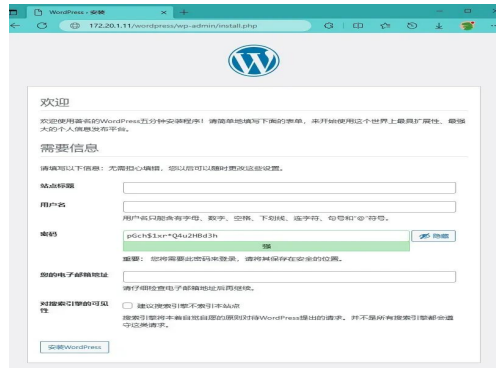 WordPress › 安装
172.20.1.11/wordpress/wp-admin/install.php
欢迎
欢迎使用著名的WordPress五分钟安装程序！请简单地填写下面的表单，来开始使用这个世界上最具扩展性、最强
大的个人信息发布平台。
需要信息
请填写以下信息：无需担心填错，您以后可以随时更改这些设置。
站点标题
用户名
用户名只能含有字母、数字、空格、下划线、连字符、句号和“@”符号。
密码
pGch$1xr*Q4u2HBd3h
隐藏
强
重要： 您将需要此密码来登录，请将其保存在安全的位置。
您的电子邮箱地址
请仔细检查电子邮箱地址后再继续。
对搜索引擎的可见
性
建议搜索引擎不索引本站点
搜索引擎将本着自觉自愿的原则对待WordPress提出的请求。并不是所有搜索引擎都会遵
守这类请求。
安装WordPress